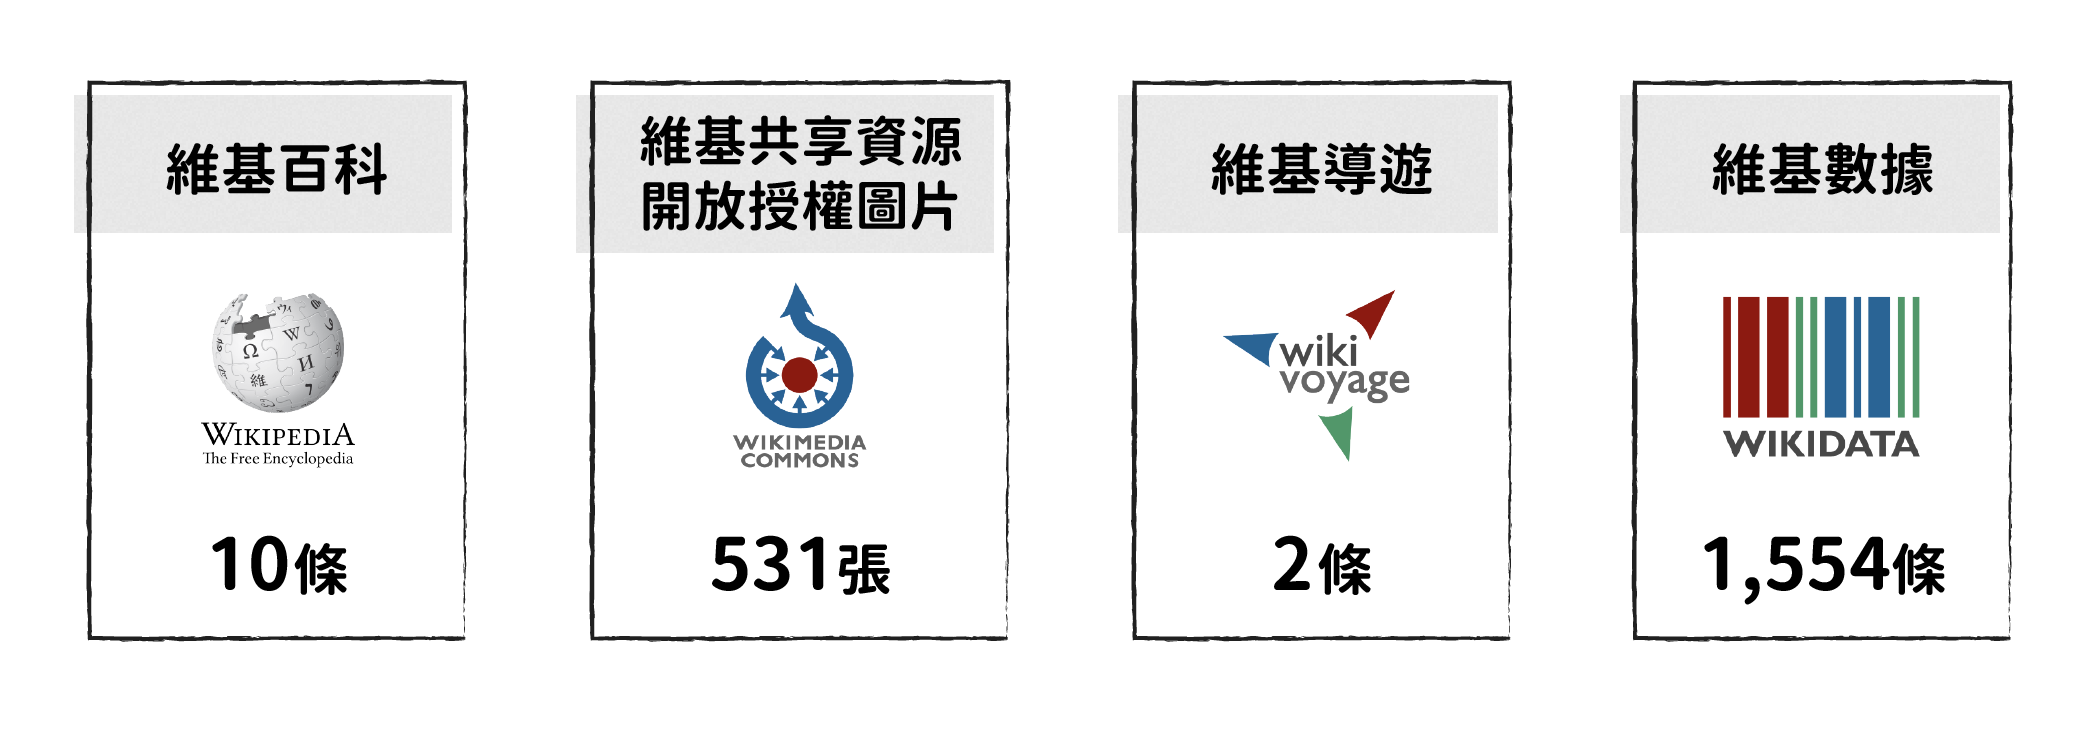 維基百科
WIKIPEDIA
The Free Encyclopedia
10條
維基共享資源
開放授權圖片
WIKIMEDIA
COMMONS
531張
維基導遊
wiki
voyage
2條
維基數據
WIKIDATA
1,554條